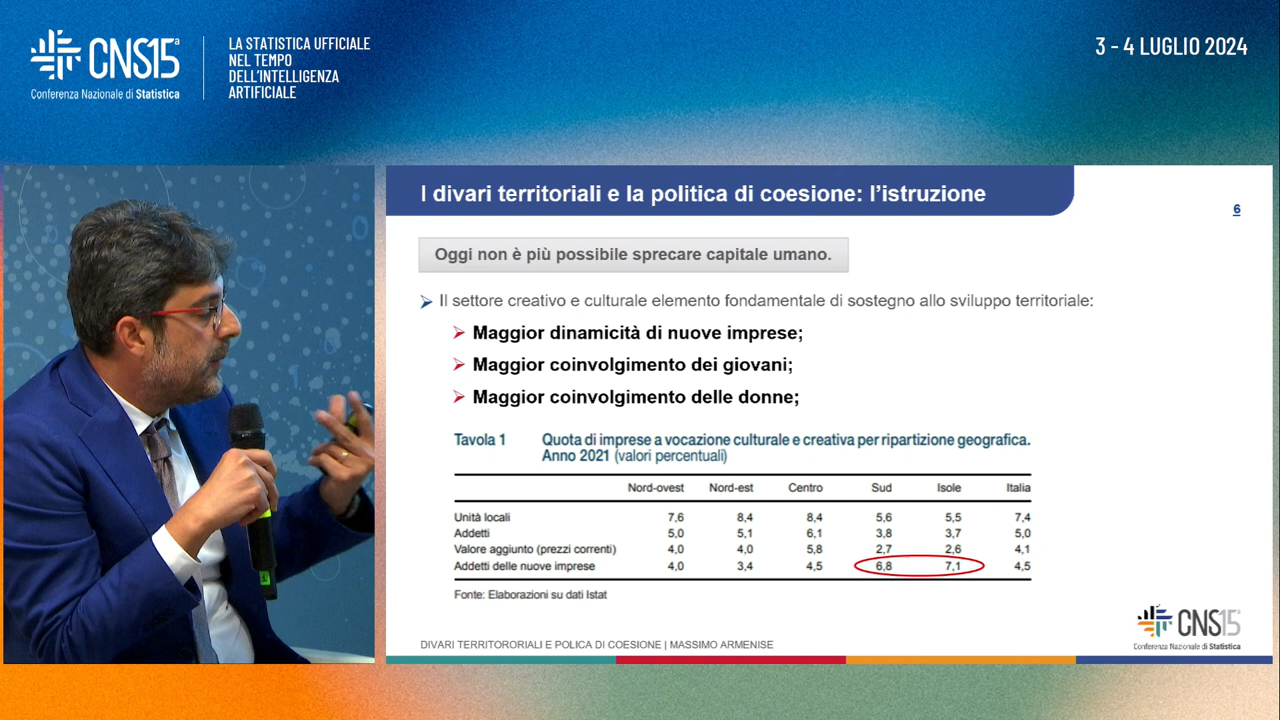 CNS15ª
Conferenza Nazionale di Statistica
LA STATISTICA UFFICIALE
NEL TEMPO
DELL'INTELLIGENZA
ARTIFICIALE
3 - 4 LUGLIO 2024
I divari territoriali e la politica di coesione: l'istruzione
6
Oggi non è più possibile sprecare capitale umano.
Il settore creativo e culturale elemento fondamentale di sostegno allo sviluppo territoriale:
Maggior dinamicità di nuove imprese;
Maggior coinvolgimento dei giovani;
Maggior coinvolgimento delle donne;
Tavola 1 Quota di imprese a vocazione culturale e creativa per ripartizione geografica.
Anno 2021 (valori percentuali)
Nord-ovest Nord-est Centro Sud Isole Italia
Unità locali 7,6 8,4 8,4 5,6 5,5 7,4
Addetti 5,0 5,1 6,1 3,8 3,7 5,0
Valore aggiunto (prezzi correnti) 4,0 4,0 5,8 2,7 2,6 4,1
Addetti delle nuove imprese 4,0 3,4 4,5 6,8 7,1 4,5
Fonte: Elaborazioni su dati Istat
DIVARI TERRITORORIALI E POLICA DI COESIONE | MASSIMO ARMENISE
CNS15ª
Conferenza Nazionale di Statistica